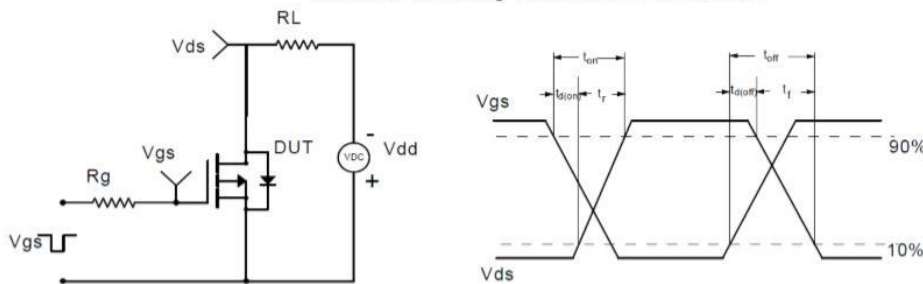 RL
Vds
DUT
-
VDC
Vdd
+
Vgs
Rg
Vgs
ton
toff
td(on)
tr
td(off)
tf
Vgs
90%
10%
Vds